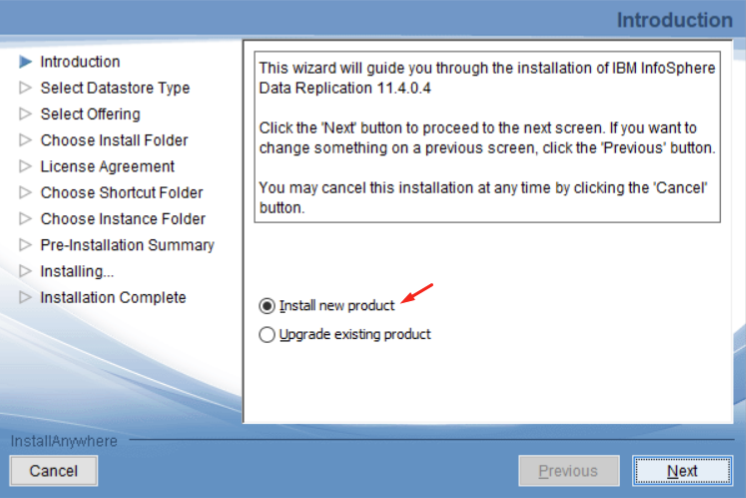 Introduction
Introduction
Select Datastore Type
Select Offering
Choose Install Folder
License Agreement
Choose Shortcut Folder
Choose Instance Folder
Pre-Installation Summary
Installing...
Installation Complete
This wizard will guide you through the installation of IBM InfoSphere
Data Replication 11.4.0.4
Click the 'Next' button to proceed to the next screen. If you want to
change something on a previous screen, click the 'Previous' button.
You may cancel this installation at any time by clicking the 'Cancel'
button.
Install new product
Upgrade existing product
InstallAnywhere
Cancel
Previous
Next